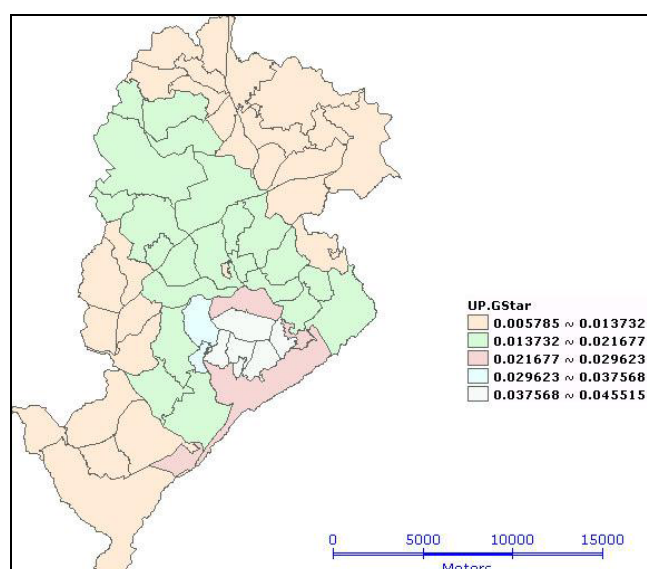 UP.GStar
0.005785 ~ 0.013732
0.013732 ~ 0.021677
0.021677 ~ 0.029623
0.029623 ~ 0.037568
0.037568 ~ 0.045515
0 5000 10000 15000
Meters